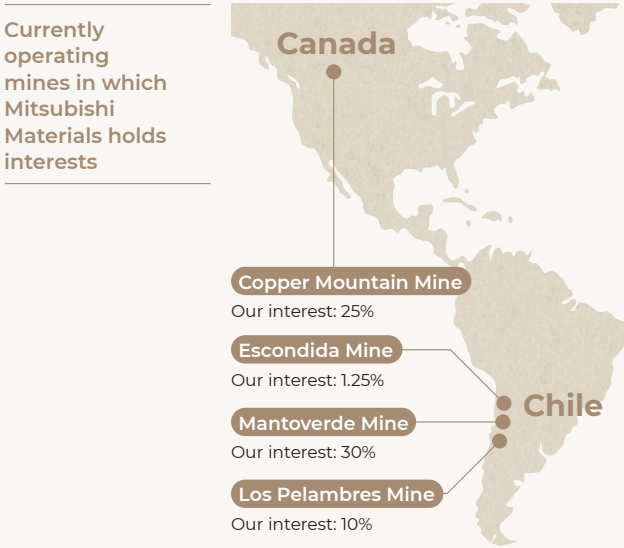 Currently
operating
mines in which
Mitsubishi
Materials holds
interests
Canada
Copper Mountain Mine
Our interest: 25%
Escondida Mine
Our interest: 1.25%
Chile
Mantoverde Mine
Our interest: 30%
Los Pelambres Mine
Our interest: 10%